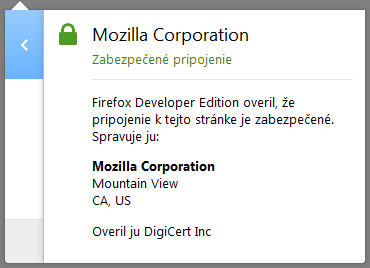 Mozilla Corporation
Zabezpečené pripojenie
Firefox Developer Edition overil, že
pripojenie k tejto stránke je zabezpečené.
Spravuje ju:
Mozilla Corporation
Mountain View
CA, US
Overil ju DigiCert Inc